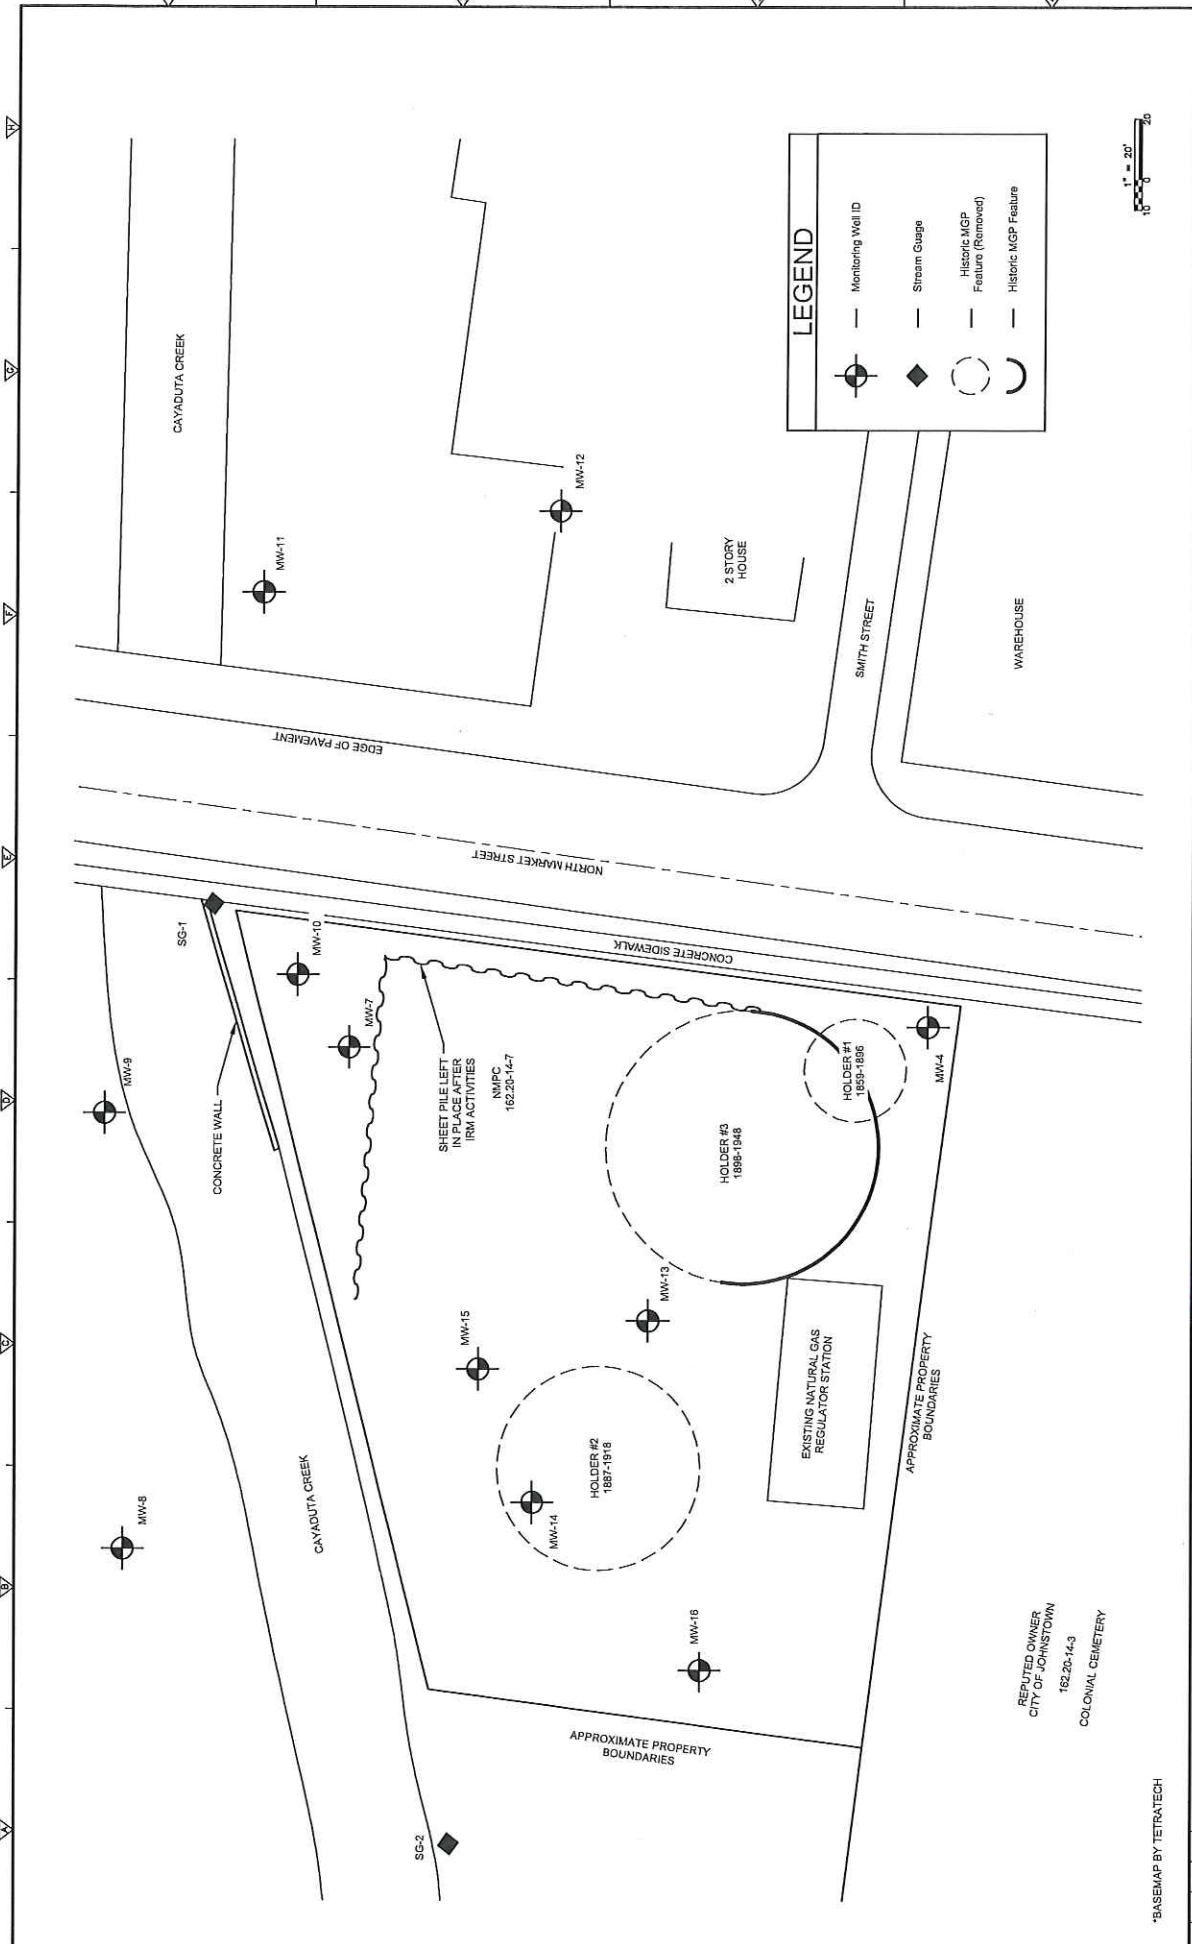 H
G
F
E
D
C
B
A
CAYADUTA CREEK
MW-11
MW-12
2 STORY
HOUSE
SMITH STREET
WAREHOUSE
LEGEND
Monitoring Well ID
Stream Guage
Historic MGP
Feature (Removed)
Historic MGP Feature
1" = 20'
10 0 20
EDGE OF PAVEMENT
NORTH MARKET STREET
CONCRETE SIDEWALK
SG-1
MW-10
MW-7
MW-9
CONCRETE WALL
SHEET PILE LEFT
IN PLACE AFTER
IRM ACTIVITIES
NMPC
162.20-14-7
HOLDER #1
1859-1896
MW-4
HOLDER #3
1896-1948
MW-13
MW-15
EXISTING NATURAL GAS
REGULATOR STATION
APPROXIMATE PROPERTY
BOUNDARIES
HOLDER #2
1887-1918
MW-14
CAYADUTA CREEK
MW-8
MW-16
APPROXIMATE PROPERTY
BOUNDARIES
SG-2
REPUTED OWNER
CITY OF JOHNSTOWN
162.20-14-3
COLONIAL CEMETERY
*BASEMAP BY TETRATECH